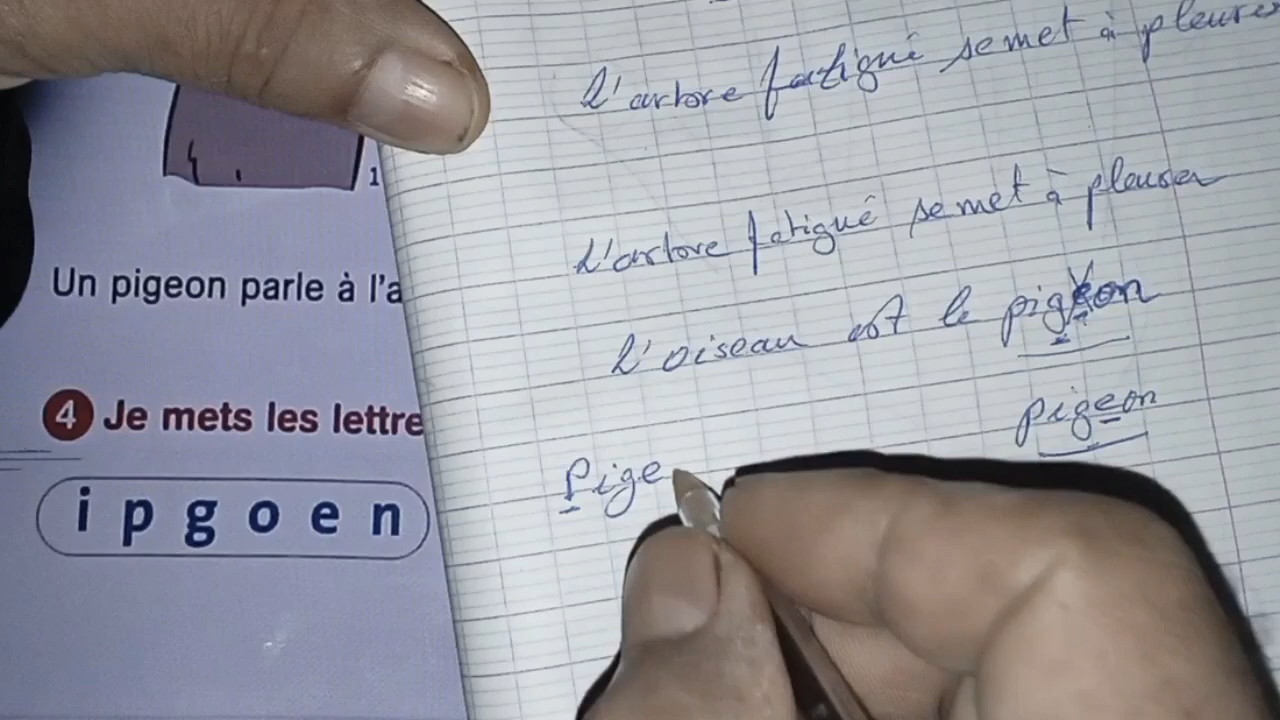 1
Un pigeon parle à l'a
4 Je mets les lettre
i p g o e n
L'arbre fatigué se met à pleurer
L'arbre fatigué se met à pleurer
L'oiseau est le pigeon
pigeon
Pige